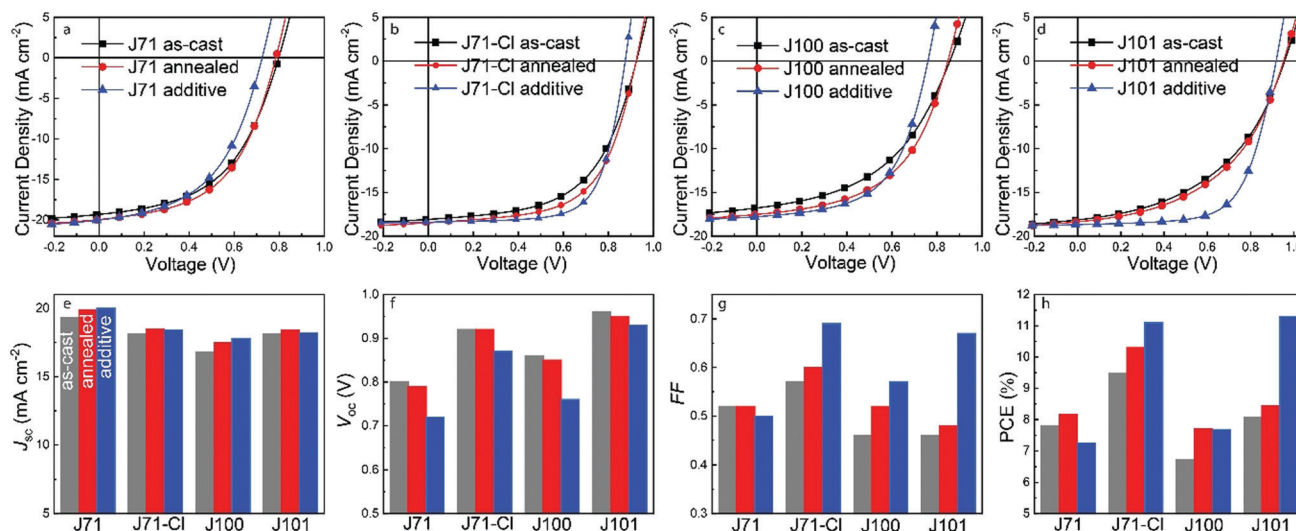 a
J71 as-cast
J71 annealed
J71 additive
5
0
-5
-10
-15
-20
-25
Current Density (mA cm⁻²)
-0.2 0.0 0.2 0.4 0.6 0.8 1.0
Voltage (V)
b
J71-Cl as-cast
J71-Cl annealed
J71-Cl additive
5
0
-5
-10
-15
-20
Current Density (mA cm⁻²)
-0.2 0.0 0.2 0.4 0.6 0.8 1.0
Voltage (V)
c
J100 as-cast
J100 annealed
J100 additive
5
0
-5
-10
-15
-20
Current Density (mA cm⁻²)
-0.2 0.0 0.2 0.4 0.6 0.8 1.0
Voltage (V)
d
J101 as-cast
J101 annealed
J101 additive
5
0
-5
-10
-15
-20
Current Density (mA cm⁻²)
-0.2 0.0 0.2 0.4 0.6 0.8 1.0
Voltage (V)
e
as-cast
annealed
additive
20
15
10
5
Jsc (mA cm⁻²)
J71 J71-Cl J100 J101
f
1.0
0.9
0.8
0.7
0.6
0.5
Voc (V)
J71 J71-Cl J100 J101
g
0.7
0.6
0.5
0.4
0.3
FF
J71 J71-Cl J100 J101
h
12
11
10
9
8
7
6
5
PCE (%)
J71 J71-Cl J100 J101